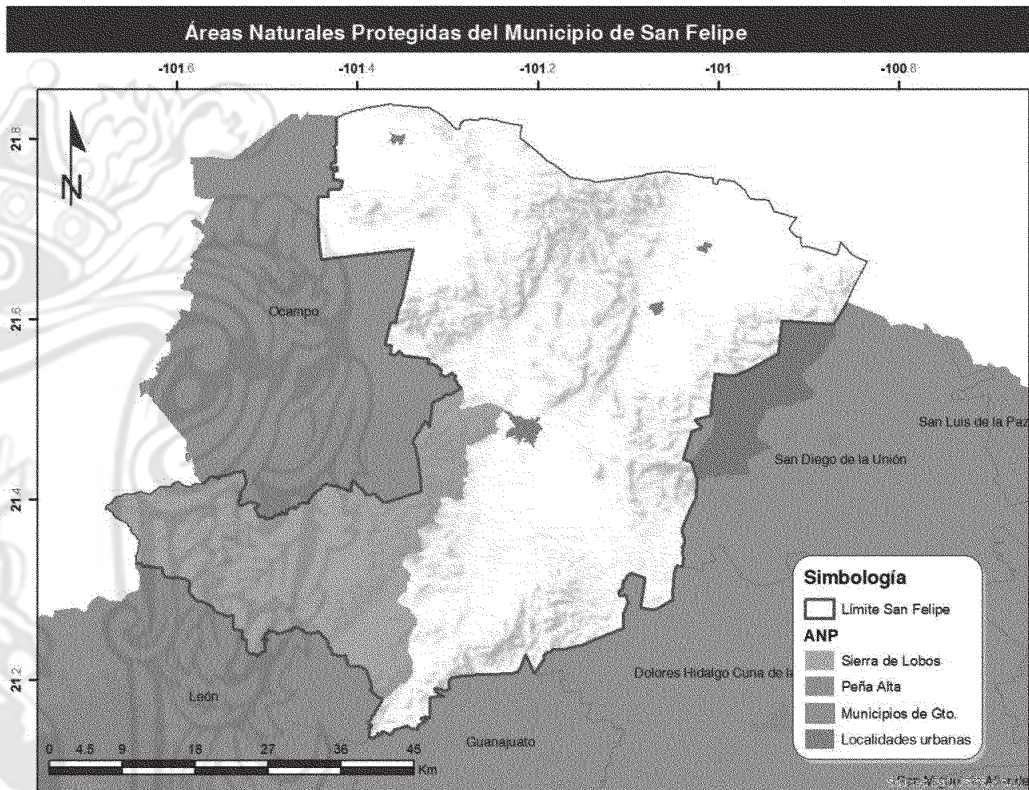 Áreas Naturales Protegidas del Municipio de San Felipe
-101.6 -101.4 -101.2 -101 -100.8
21.8
N
21.6
Ocampo
San Luis de la Paz
San Diego de la Unión
21.4
Simbología
Límite San Felipe
ANP
Sierra de Lobos
Peña Alta
Municipios de Gto.
Localidades urbanas
21.2
Dolores Hidalgo Cuna de la
León
Guanajuato
0 4.5 9 18 27 36 45
Km